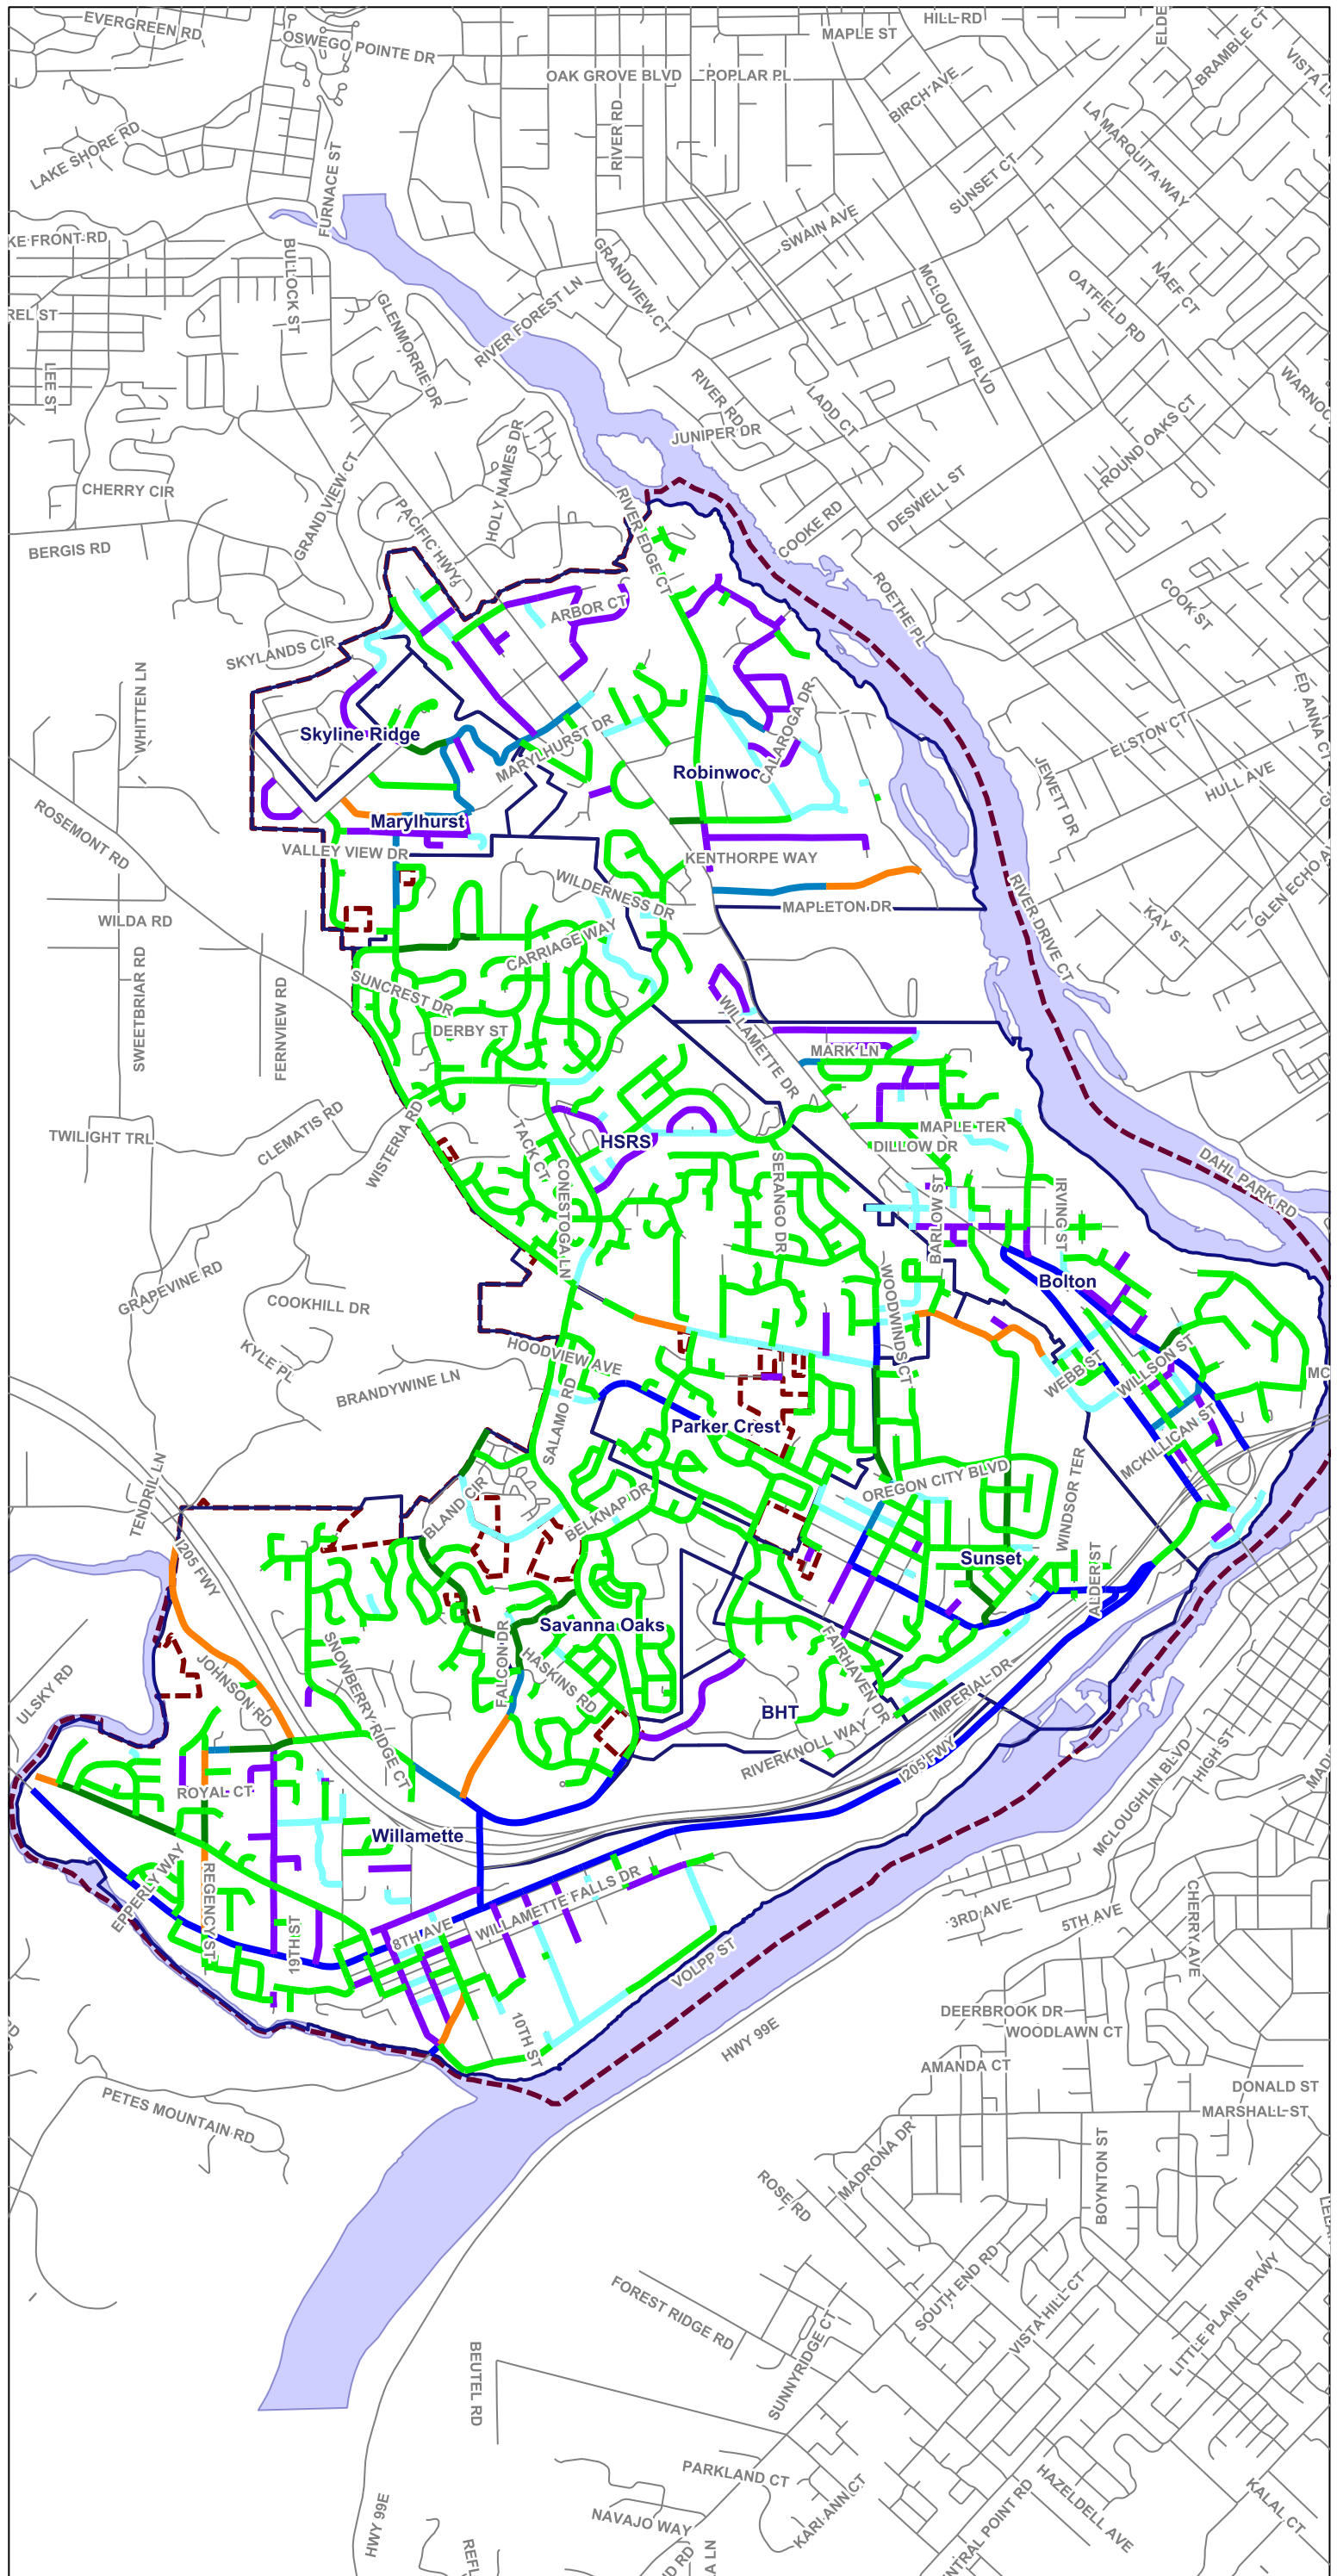 EVERGREEN RD
HILL RD
MAPLE ST
OSWEGO POINTE DR
BRAMBLE CT
OAK GROVE BLVD
POPLAR PL
BIRCH AVE
LA MARQUITA WAY
LAKE SHORE RD
RIVER RD
FURNACE ST
SUNSET CT
SWAIN AVE
KE FRONT RD
BULLOCK ST
GRANDVIEW CT
NAEF CT
OATFIELD RD
REL ST
GLENMORRIE DR
RIVER FOREST LN
MCLOUGHLIN BLVD
LEE ST
RIVER RD
LADD CT
JUNIPER DR
ROUND OAKS CT
CHERRY CIR
GRAND VIEW CT
HOLY NAMES DR
DESWELL ST
PACIFIC HWY
COOKE RD
BERGIS RD
RIVER EDGE CT
ROETHE PL
COOK ST
ARBOR CT
SKYLANDS CIR
WHITTEN LN
ED ANNA CT
ELSTON CT
Skyline Ridge
MARYLHURST DR
CALAROGA DR
HULL AVE
JEWETT DR
ROSEMONT RD
Marylhurst
VALLEY VIEW DR
KENTHORPE WAY
WILDERNESS DR
MAPLETON DR
RIVER DRIVE CT
KAY ST
WILDA RD
CARRIAGE WAY
SUNCREST DR
SWEETBRIAR RD
FERNVIEW RD
DERBY ST
WILLAMETTE DR
MARK LN
TWILIGHT TRL
CLEMATIS RD
WISTERIA RD
TACK CT
HSRS
MAPLE TER
DILLOW DR
CONESTOGA LN
SERANGO DR
BARLOW ST
IRVING ST
DAHL PARK RD
GRAPEVINE RD
COOKHILL DR
WOODWINDS CT
Bolton
KYLE PL
HOODVIEW AVE
BRANDYWINE LN
WEBB ST
WILLSON ST
MC
SALAMO RD
Parker Crest
MCKILLICAN ST
TENDRIL LN
OREGON CITY BLVD
WINDSOR TER
BLAND CIR
BELKNAP DR
I205 FWY
Sunset
ALDER ST
Savanna Oaks
SNOWBERRY RIDGE CT
FALCON DR
HASKINS RD
FAIRHAVEN DR
ULSKY RD
JOHNSON RD
BHT
IMPERIAL DR
RIVERKNOLL WAY
I205 FWY
MCLOUGHLIN BLVD
HIGH ST
ROYAL CT
Willamette
EPPERLY WAY
REGENCY ST
19TH ST
8TH AVE
WILLAMETTE FALLS DR
3RD AVE
5TH AVE
CHERRY AVE
VOLPP ST
10TH ST
HWY 99E
DEERBROOK DR
WOODLAWN CT
AMANDA CT
DONALD ST
MARSHALL ST
PETES MOUNTAIN RD
MADRONA DR
BOYNTON ST
ROSE RD
SOUTH END RD
FOREST RIDGE RD
SUNNYRIDGE CT
VISTA HILL CT
LITTLE PLAINS PKWY
BEUTEL RD
PARKLAND CT
KARI ANN CT
HAZELDELL AVE
KALAL CT
NAVAJO WAY
HWY 99E
NTRAL POINT RD